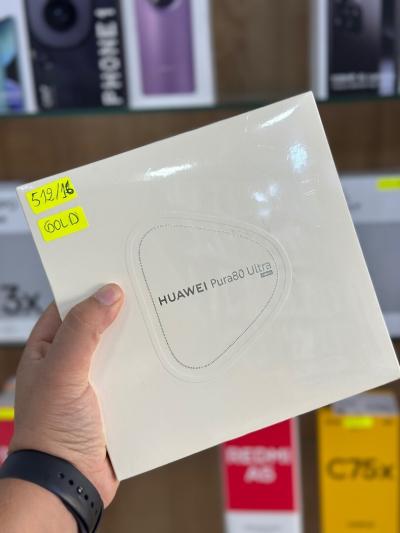 PHONE 1
512/16
GOLD
HUAWEI Pura80 Ultra
3x
REDMI
A5
C75x